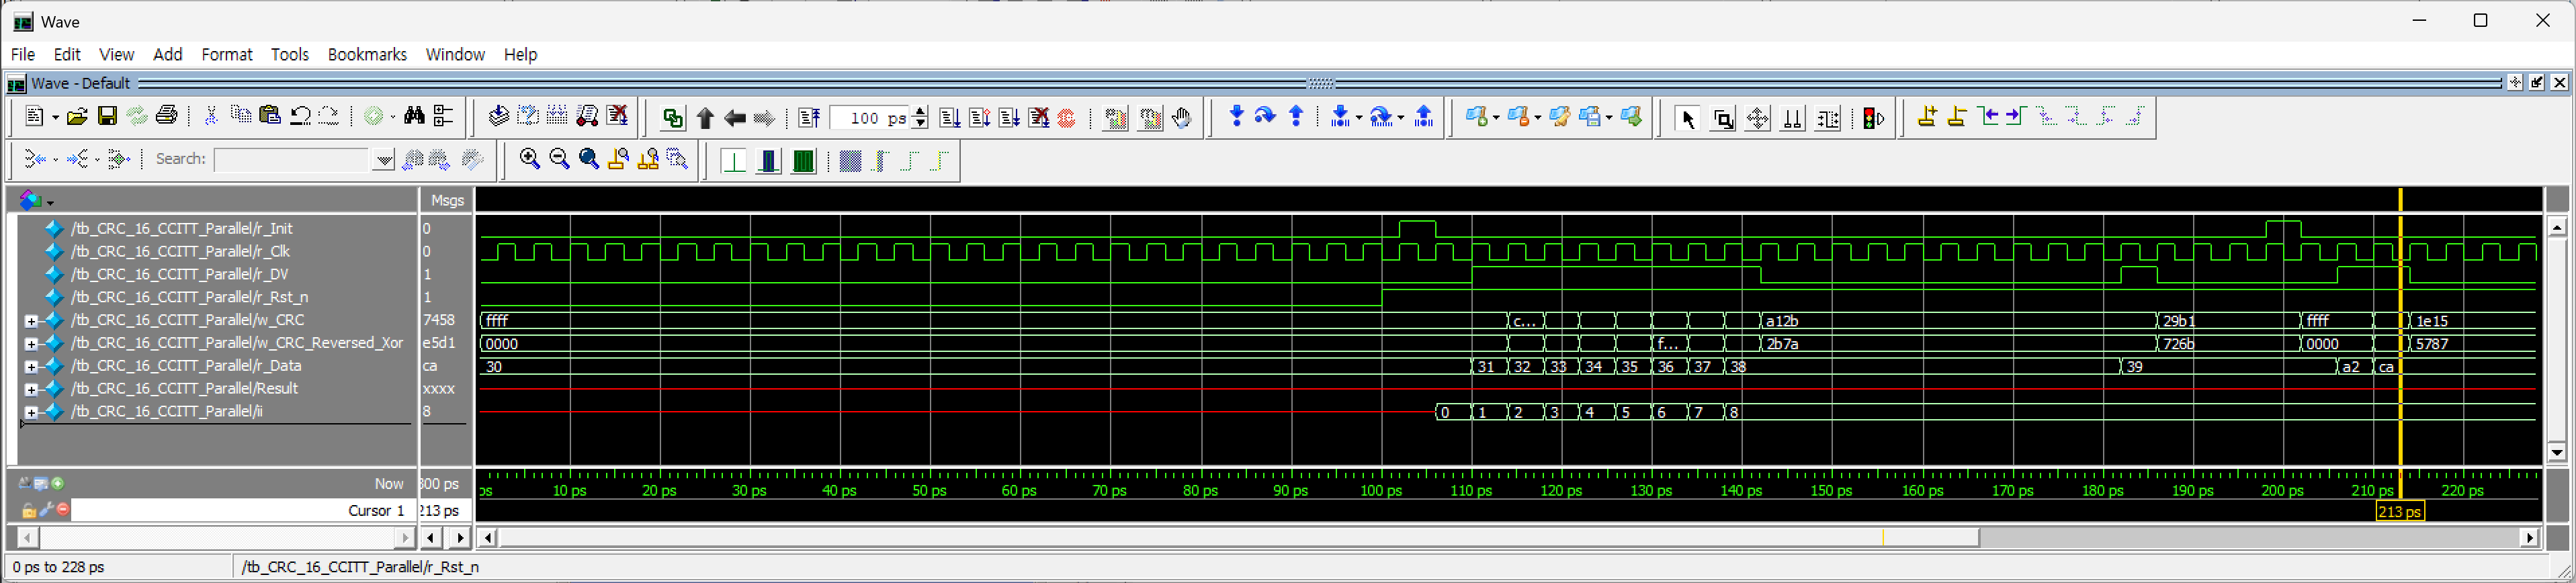 Wave
File Edit View Add Format Tools Bookmarks Window Help
Wave - Default
100 ps
Search:
Msgs
/tb_CRC_16_CCITT_Parallel/r_Init 0
/tb_CRC_16_CCITT_Parallel/r_Clk 0
/tb_CRC_16_CCITT_Parallel/r_DV 1
/tb_CRC_16_CCITT_Parallel/r_Rst_n 1
/tb_CRC_16_CCITT_Parallel/w_CRC 7458 ffff c... a12b 29b1 ffff 1e15
/tb_CRC_16_CCITT_Parallel/w_CRC_Reversed_Xor e5d1 0000 f... 2b7a 726b 0000 5787
/tb_CRC_16_CCITT_Parallel/r_Data ca 30 31 32 33 34 35 36 37 38 39 a2 ca
/tb_CRC_16_CCITT_Parallel/Result xxxx
/tb_CRC_16_CCITT_Parallel/ii 8 0 1 2 3 4 5 6 7 8
Now 300 ps ps 10 ps 20 ps 30 ps 40 ps 50 ps 60 ps 70 ps 80 ps 90 ps 100 ps 110 ps 120 ps 130 ps 140 ps 150 ps 160 ps 170 ps 180 ps 190 ps 200 ps 210 ps 220 ps
Cursor 1 213 ps 213 ps
0 ps to 228 ps /tb_CRC_16_CCITT_Parallel/r_Rst_n